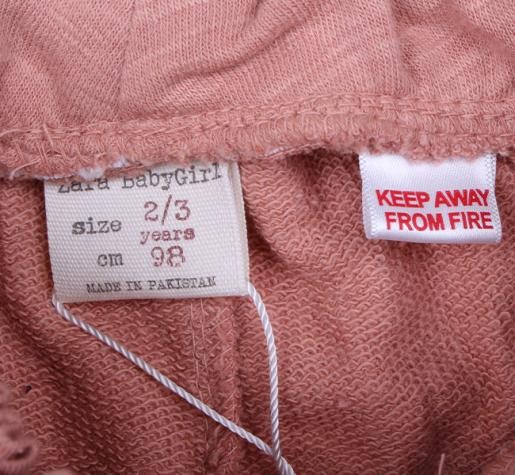 Zara BabyGirl
size 2/3
years
cm 98
MADE IN PAKISTAN
KEEP AWAY
FROM FIRE